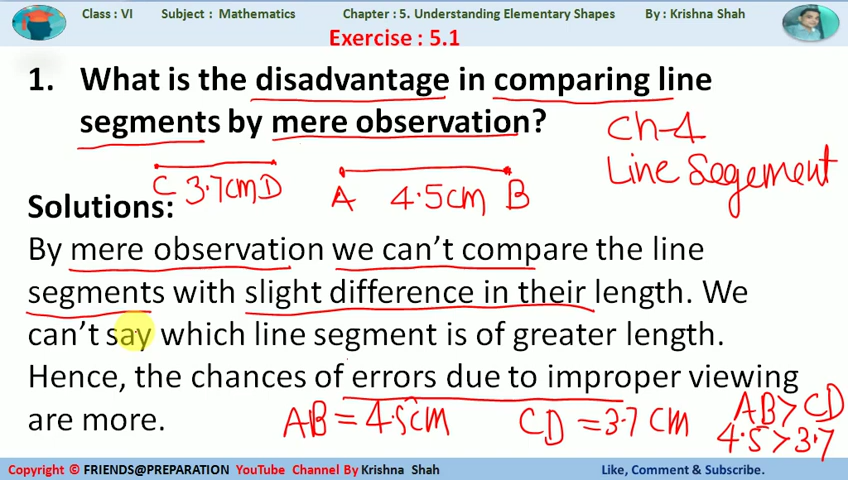 Class : VI Subject : Mathematics Chapter : 5. Understanding Elementary Shapes By : Krishna Shah
Exercise : 5.1
1. What is the disadvantage in comparing line
segments by mere observation?
Ch-4
Line Segement
C 3.7cm D
A 4.5cm B
Solutions:
By mere observation we can't compare the line
segments with slight difference in their length. We
can't say which line segment is of greater length.
Hence, the chances of errors due to improper viewing
are more.
AB = 4.5cm CD = 3.7 cm
AB > CD
4.5 > 3.7
Copyright © FRIENDS@PREPARATION YouTube Channel By Krishna Shah Like, Comment & Subscribe.